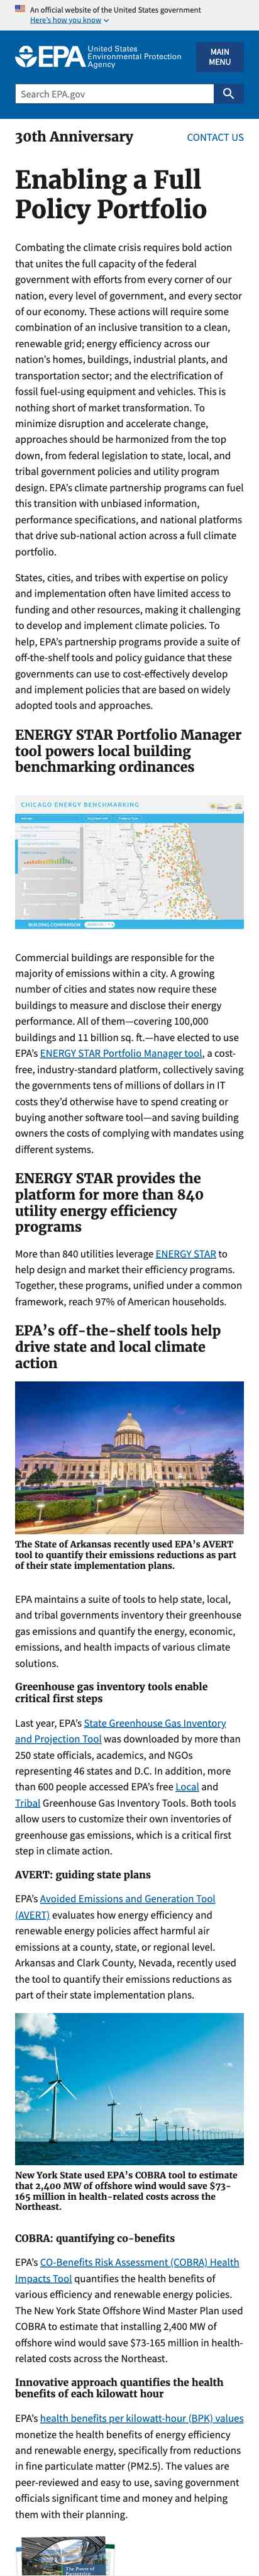 An official website of the United States government
Here's how you know
EPA
United States
Environmental Protection
Agency
MAIN
MENU
Search EPA.gov
30th Anniversary
CONTACT US
Enabling a Full
Policy Portfolio
Combating the climate crisis requires bold action
that unites the full capacity of the federal
government with efforts from every corner of our
nation, every level of government, and every sector
of our economy. These actions will require some
combination of an inclusive transition to a clean,
renewable grid; energy efficiency across our
nation's homes, buildings, industrial plants, and
transportation sector; and the electrification of
fossil fuel-using equipment and vehicles. This is
nothing short of market transformation. To
minimize disruption and accelerate change,
approaches should be harmonized from the top
down, from federal legislation to state, local, and
tribal government policies and utility program
design. EPA's climate partnership programs can fuel
this transition with unbiased information,
performance specifications, and national platforms
that drive sub-national action across a full climate
portfolio.
States, cities, and tribes with expertise on policy
and implementation often have limited access to
funding and other resources, making it challenging
to develop and implement climate policies. To
help, EPA's partnership programs provide a suite of
off-the-shelf tools and policy guidance that these
governments can use to cost-effectively develop
and implement policies that are based on widely
adopted tools and approaches.
ENERGY STAR Portfolio Manager
tool powers local building
benchmarking ordinances
CHICAGO ENERGY BENCHMARKING
BUILDING COMPARISON
Commercial buildings are responsible for the
majority of emissions within a city. A growing
number of cities and states now require these
buildings to measure and disclose their energy
performance. All of them—covering 100,000
buildings and 11 billion sq. ft.—have elected to use
EPA's ENERGY STAR Portfolio Manager tool, a cost-
free, industry-standard platform, collectively saving
the governments tens of millions of dollars in IT
costs they'd otherwise have to spend creating or
buying another software tool—and saving building
owners the costs of complying with mandates using
different systems.
ENERGY STAR provides the
platform for more than 840
utility energy efficiency
programs
More than 840 utilities leverage ENERGY STAR to
help design and market their efficiency programs.
Together, these programs, unified under a common
framework, reach 97% of American households.
EPA's off-the-shelf tools help
drive state and local climate
action
The State of Arkansas recently used EPA's AVERT
tool to quantify their emissions reductions as part
of their state implementation plans.
EPA maintains a suite of tools to help state, local,
and tribal governments inventory their greenhouse
gas emissions and quantify the energy, economic,
emissions, and health impacts of various climate
solutions.
Greenhouse gas inventory tools enable
critical first steps
Last year, EPA's State Greenhouse Gas Inventory
and Projection Tool was downloaded by more than
250 state officials, academics, and NGOs
representing 46 states and D.C. In addition, more
than 600 people accessed EPA's free Local and
Tribal Greenhouse Gas Inventory Tools. Both tools
allow users to customize their own inventories of
greenhouse gas emissions, which is a critical first
step in climate action.
AVERT: guiding state plans
EPA's Avoided Emissions and Generation Tool
(AVERT) evaluates how energy efficiency and
renewable energy policies affect harmful air
emissions at a county, state, or regional level.
Arkansas and Clark County, Nevada, recently used
the tool to quantify their emissions reductions as
part of their state implementation plans.
New York State used EPA's COBRA tool to estimate
that 2,400 MW of offshore wind would save $73-
165 million in health-related costs across the
Northeast.
COBRA: quantifying co-benefits
EPA's CO-Benefits Risk Assessment (COBRA) Health
Impacts Tool quantifies the health benefits of
various efficiency and renewable energy policies.
The New York State Offshore Wind Master Plan used
COBRA to estimate that installing 2,400 MW of
offshore wind would save $73-165 million in health-
related costs across the Northeast.
Innovative approach quantifies the health
benefits of each kilowatt hour
EPA's health benefits per kilowatt-hour (BPK) values
monetize the health benefits of energy efficiency
and renewable energy, specifically from reductions
in fine particulate matter (PM2.5). The values are
peer-reviewed and easy to use, saving government
officials significant time and money and helping
them with their planning.
The Power of
Partnership